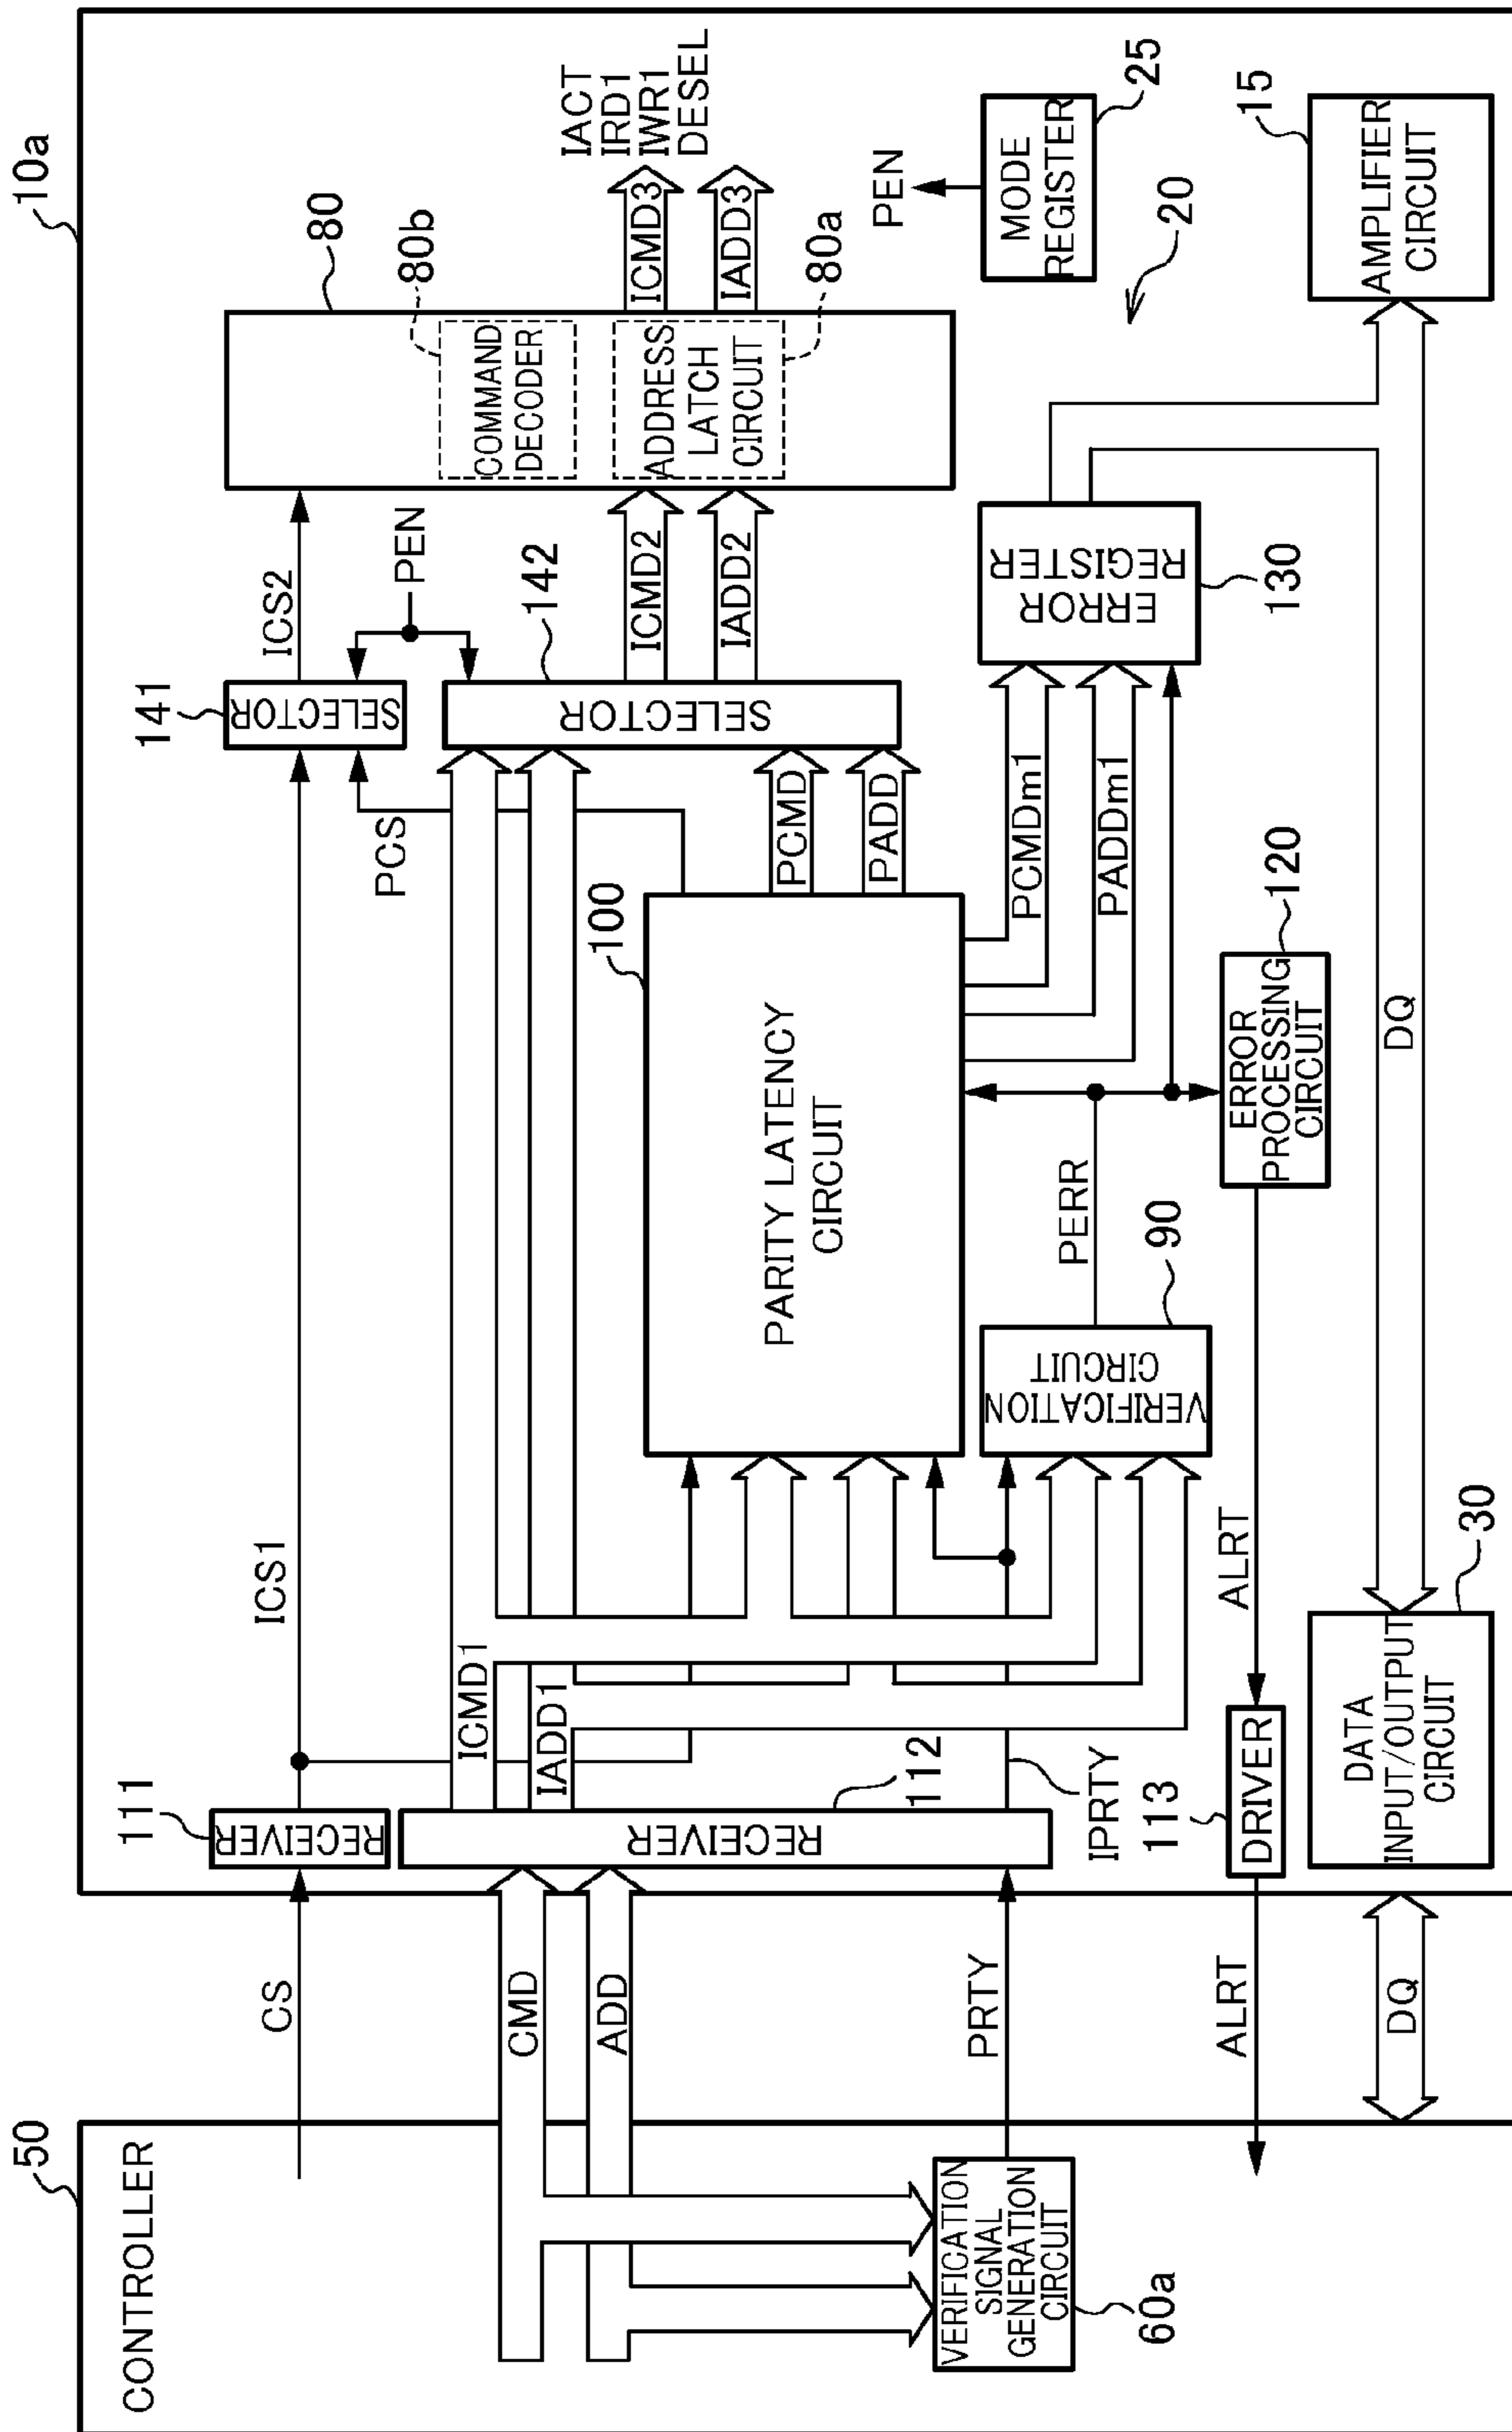 50
CONTROLLER
CS
CMD
ADD
PRTY
VERIFICATION
SIGNAL
GENERATION
CIRCUIT
60a
ALRT
DQ
10a
111
RECEIVER
RECEIVER
112
IPRTY
113
DRIVER
ALRT
DATA
INPUT/OUTPUT
CIRCUIT
30
ICS1
ICMD1
IADD1
VERIFICATION
CIRCUIT
90
PERR
100
PARITY LATENCY
CIRCUIT
PCS
PCMD
PADD
PCMDm1
PADDm1
ERROR
PROCESSING
CIRCUIT
120
DQ
141
SELECTOR
142
SELECTOR
PEN
ICS2
ICMD2
IADD2
ERROR
REGISTER
130
80
80b
COMMAND
DECODER
ADDRESS
LATCH
CIRCUIT
80a
ICMD3
IADD3
IACT
IRD1
IWR1
DESEL
PEN
MODE
REGISTER
25
20
AMPLIFIER
CIRCUIT
15